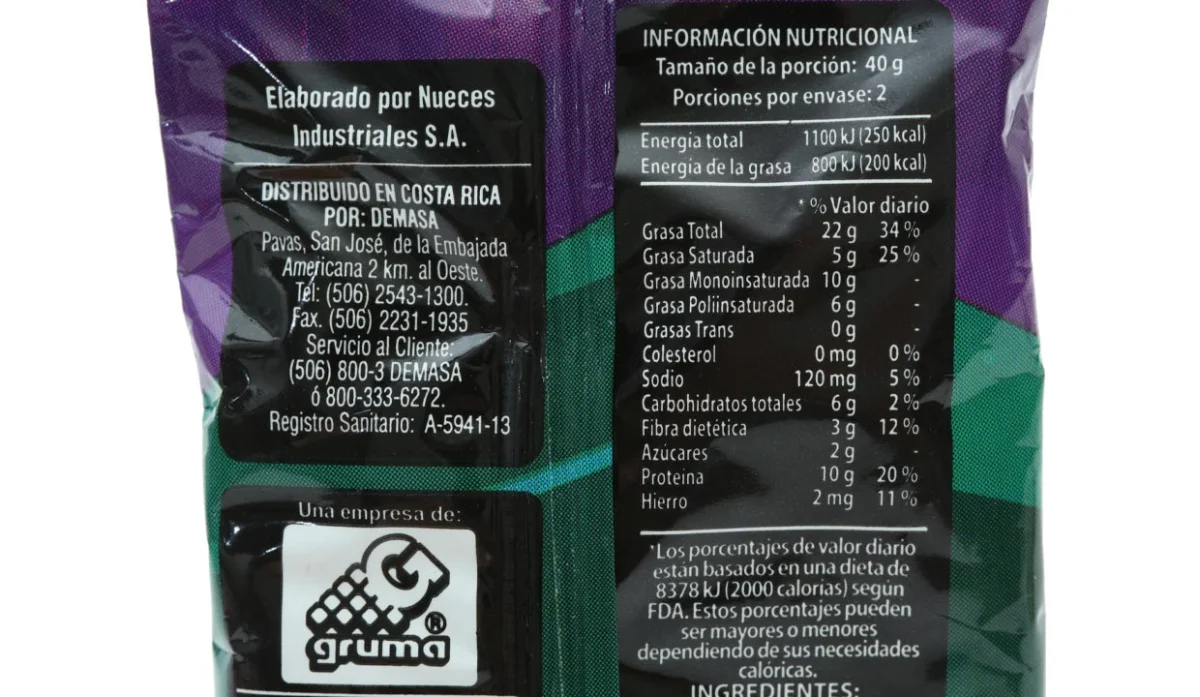 Elaborado por Nueces
Industriales S.A.
DISTRIBUIDO EN COSTA RICA
POR: DEMASA
Pavas, San José, de la Embajada
Americana 2 km. al Oeste.
Tel: (506) 2543-1300.
Fax. (506) 2231-1935
Servicio al Cliente:
(506) 800-3 DEMASA
ó 800-333-6272.
Registro Sanitario: A-5941-13
Una empresa de:
gruma®
INFORMACIÓN NUTRICIONAL
Tamaño de la porción: 40 g
Porciones por envase: 2
Energía total 1100 kJ (250 kcal)
Energía de la grasa 800 kJ (200 kcal)
* % Valor diario
Grasa Total 22 g 34 %
Grasa Saturada 5 g 25 %
Grasa Monoinsaturada 10 g -
Grasa Poliinsaturada 6 g -
Grasas Trans 0 g -
Colesterol 0 mg 0 %
Sodio 120 mg 5 %
Carbohidratos totales 6 g 2 %
Fibra dietética 3 g 12 %
Azúcares 2 g -
Proteína 10 g 20 %
Hierro 2 mg 11 %
*Los porcentajes de valor diario
están basados en una dieta de
8378 kJ (2000 calorías) según
FDA. Estos porcentajes pueden
ser mayores o menores
dependiendo de sus necesidades
calóricas.
INGREDIENTES: